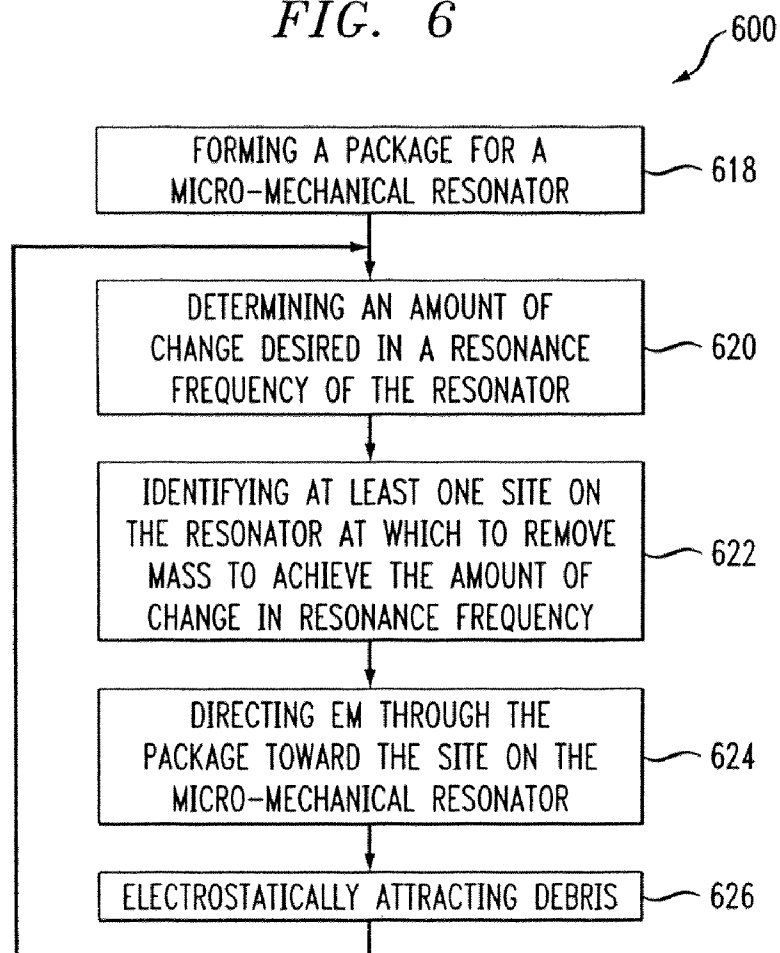 FIG. 6
600
FORMING A PACKAGE FOR A
MICRO-MECHANICAL RESONATOR
618
DETERMINING AN AMOUNT OF
CHANGE DESIRED IN A RESONANCE
FREQUENCY OF THE RESONATOR
620
IDENTIFYING AT LEAST ONE SITE ON
THE RESONATOR AT WHICH TO REMOVE
MASS TO ACHIEVE THE AMOUNT OF
CHANGE IN RESONANCE FREQUENCY
622
DIRECTING EM THROUGH THE
PACKAGE TOWARD THE SITE ON THE
MICRO-MECHANICAL RESONATOR
624
ELECTROSTATICALLY ATTRACTING DEBRIS
626